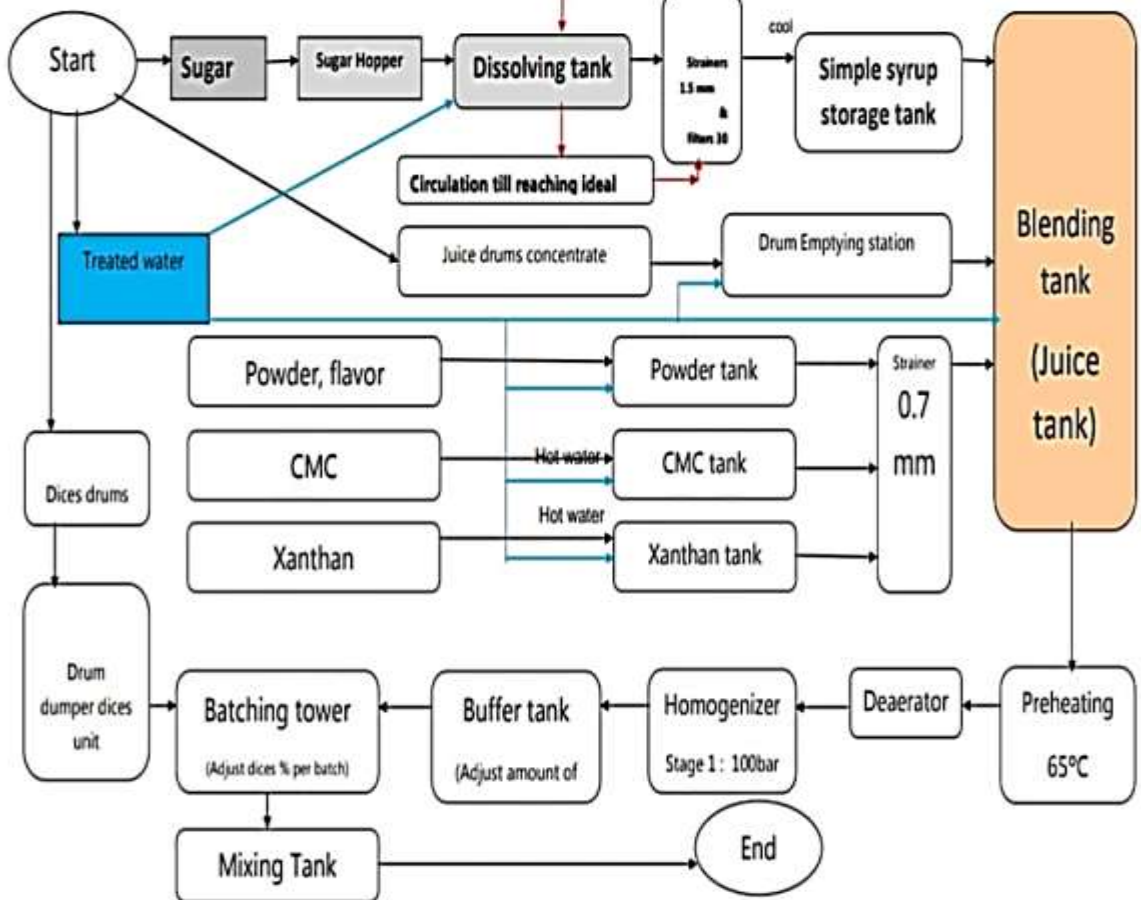 Start
Sugar
Sugar Hopper
Dissolving tank
Strainers
1.5 mm
&
filters 30
cool
Simple syrup
storage tank
Circulation till reaching ideal
Blending
tank
(Juice
tank)
Treated water
Juice drums concentrate
Drum Emptying station
Powder, flavor
Powder tank
Strainer
0.7
mm
CMC
Hot water
CMC tank
Dices drums
Hot water
Xanthan
Xanthan tank
Drum
dumper dices
unit
Batching tower
(Adjust dices % per batch)
Buffer tank
(Adjust amount of
Homogenizer
Stage 1 : 100bar
Deaerator
Preheating
65ºC
Mixing Tank
End